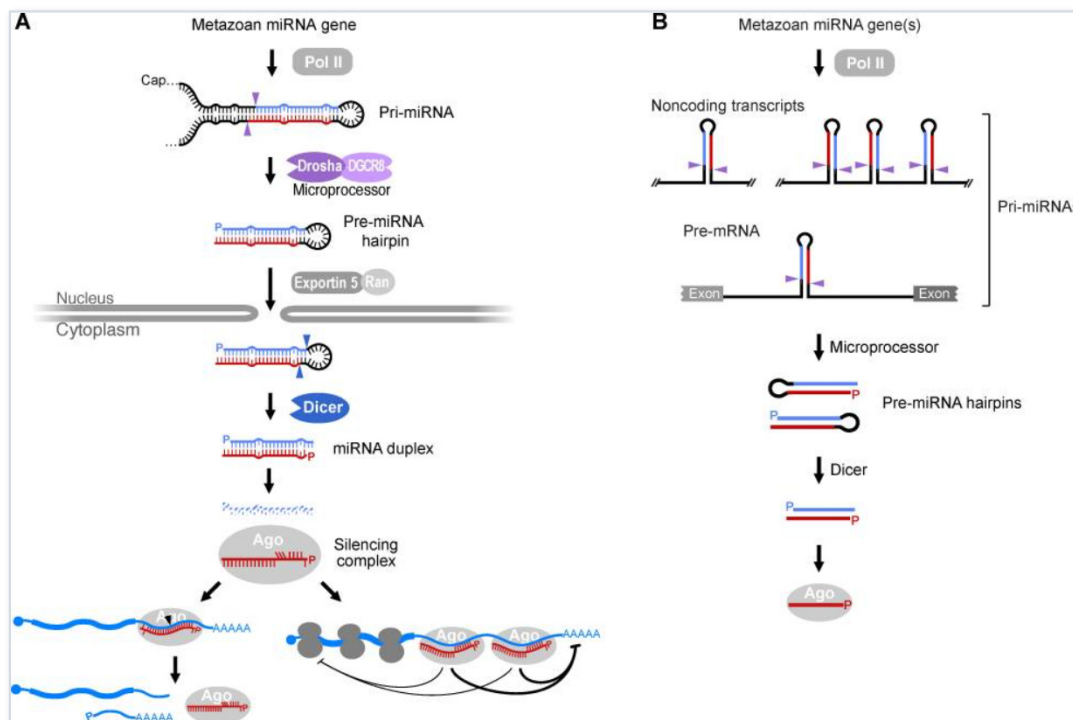 A
Metazoan miRNA gene
Pol II
Cap...
...
Pri-miRNA
Drosha DGCR8
Microprocessor
P
Pre-miRNA
hairpin
Exportin 5 Ran
Nucleus
Cytoplasm
Dicer
P
miRNA duplex
P
Ago
P
Silencing
complex
Ago
P
AAAAA
Ago
P
Ago
P
AAAAA
Ago
P
P
AAAAA
B
Metazoan miRNA gene(s)
Pol II
Noncoding transcripts
Pri-miRNAs
Pre-mRNA
Exon
Exon
Microprocessor
P
Pre-miRNA hairpins
P
Dicer
P
P
Ago
P